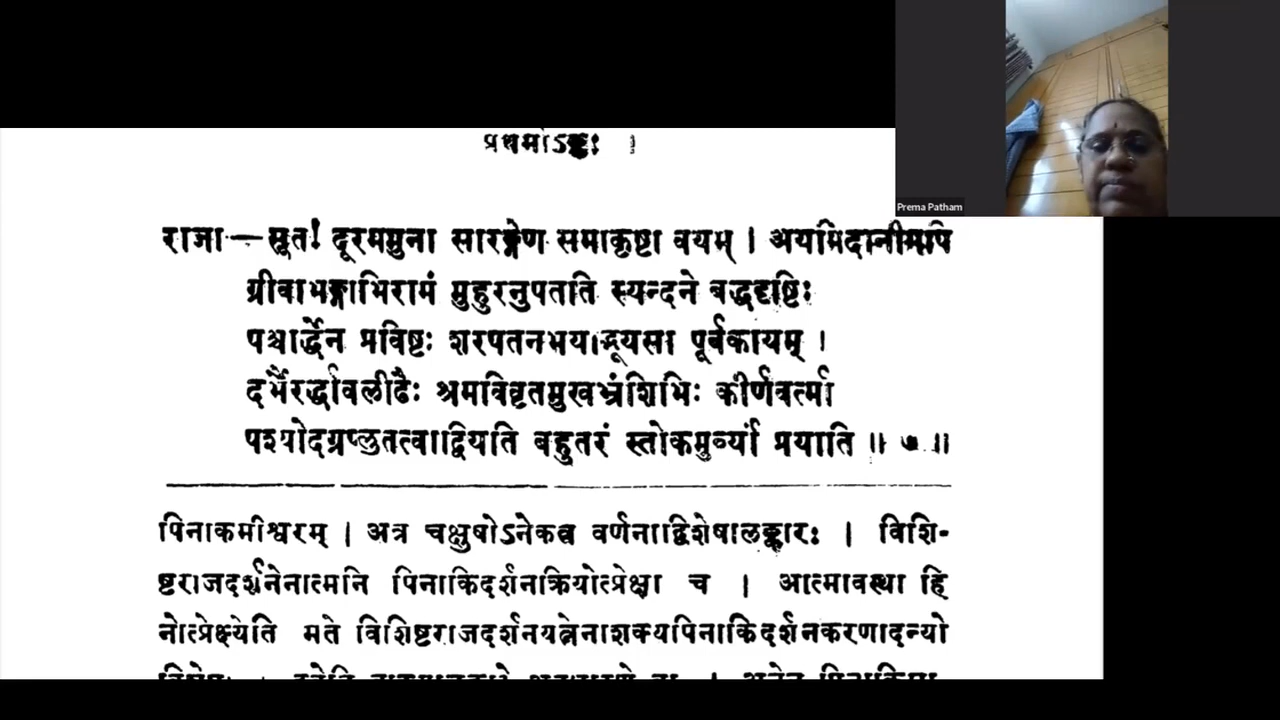 प्रथमोऽङ्कः ।
Prema Patham
राजा — सूत! दूरममुना सारङ्गेण समाकृष्टा वयम् । अयमिदानीमपि
ग्रीवाभङ्गाभिरामं मुहुरनुपतति स्यन्दने बद्धदृष्टिः
पश्चार्द्धेन प्रविष्टः शरपतनभयाद्भूयसा पूर्वकायम् ।
दर्भैरर्द्धावलीढैः श्रमविवृतमुखभ्रंशिभिः कीर्णवर्त्मा
पश्योदग्रप्लुतत्वाद्वियति बहुतरं स्तोकमुर्व्यां प्रयाति ॥ ७ ॥
पिनाकमीश्वरम् । अत्र चक्षुषोऽनेकत्व वर्णनाद्विशेषालङ्कारः । विशि-
ष्टराजदर्शनेनात्मनि पिनाकिदर्शनक्रियोत्प्रेक्षा च । आत्मावस्था हि
नोत्प्रेक्ष्येति मते विशिष्टराजदर्शनयत्नेनाशक्यपिनाकिदर्शनकरणादन्यो